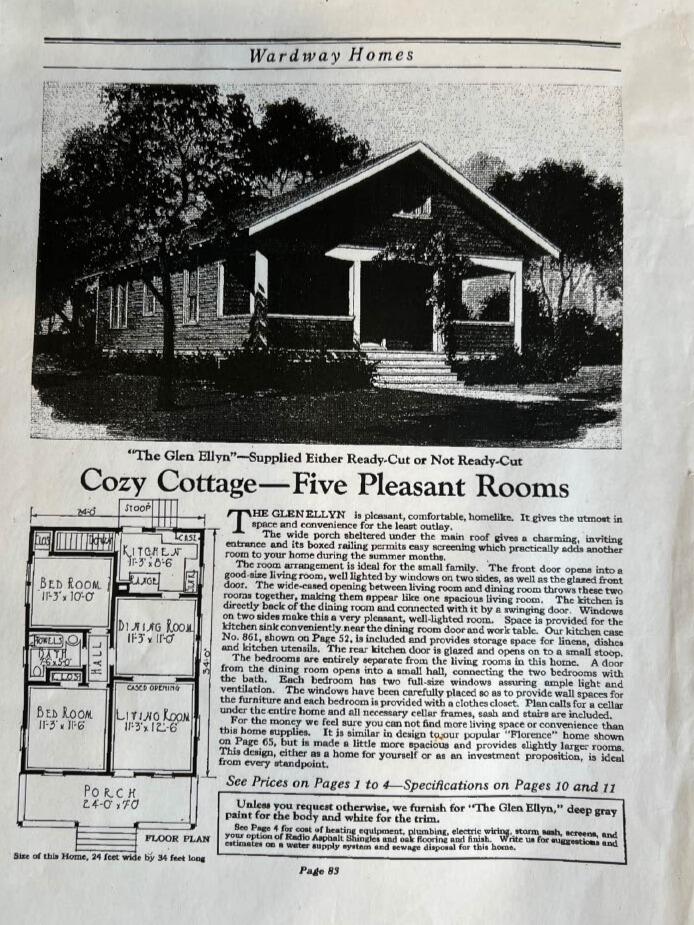 Wardway Homes
"The Glen Ellyn"—Supplied Either Ready-Cut or Not Ready-Cut
Cozy Cottage—Five Pleasant Rooms
24'-0"
STOOP
CLOS
DOWN
KITCHEN
11'-3" x 8'-6"
CASE
RANGE
BED ROOM
11'-3" x 10'-0"
DINING ROOM
11'-3" x 11'-0"
TOWELS
BATH
7'-6" x 5'-0"
HALL
CLOS
34'-0"
BED ROOM
11'-3" x 11'-6"
CASED OPENING
LIVING ROOM
11'-3" x 12'-6"
PORCH
24'-0" x 7'-0"
FLOOR PLAN
Size of this Home, 24 feet wide by 34 feet long
THE GLEN ELLYN is pleasant, comfortable, homelike. It gives the utmost in
space and convenience for the least outlay.
The wide porch sheltered under the main roof gives a charming, inviting
entrance and its boxed railing permits easy screening which practically adds another
room to your home during the summer months.
The room arrangement is ideal for the small family. The front door opens into a
good-size living room, well lighted by windows on two sides, as well as the glazed front
door. The wide-cased opening between living room and dining room throws these two
rooms together, making them appear like one spacious living room. The kitchen is
directly back of the dining room and connected with it by a swinging door. Windows
on two sides make this a very pleasant, well-lighted room. Space is provided for the
kitchen sink conveniently near the dining room door and work table. Our kitchen case
No. 861, shown on Page 52, is included and provides storage space for linens, dishes
and kitchen utensils. The rear kitchen door is glazed and opens on to a small stoop.
The bedrooms are entirely separate from the living rooms in this home. A door
from the dining room opens into a small hall, connecting the two bedrooms with
the bath. Each bedroom has two full-size windows assuring ample light and
ventilation. The windows have been carefully placed so as to provide wall spaces for
the furniture and each bedroom is provided with a clothes closet. Plan calls for a cellar
under the entire home and all necessary cellar frames, sash and stairs are included.
For the money we feel sure you can not find more living space or convenience than
this home supplies. It is similar in design to our popular "Florence" home shown
on Page 65, but is made a little more spacious and provides slightly larger rooms.
This design, either as a home for yourself or as an investment proposition, is ideal
from every standpoint.
See Prices on Pages 1 to 4—Specifications on Pages 10 and 11
Unless you request otherwise, we furnish for "The Glen Ellyn," deep gray
paint for the body and white for the trim.
See Page 4 for cost of heating equipment, plumbing, electric wiring, storm sash, screens, and
your option of Radio Asphalt Shingles and oak flooring and finish. Write us for suggestions and
estimates on a water supply system and sewage disposal for this home.
Page 83